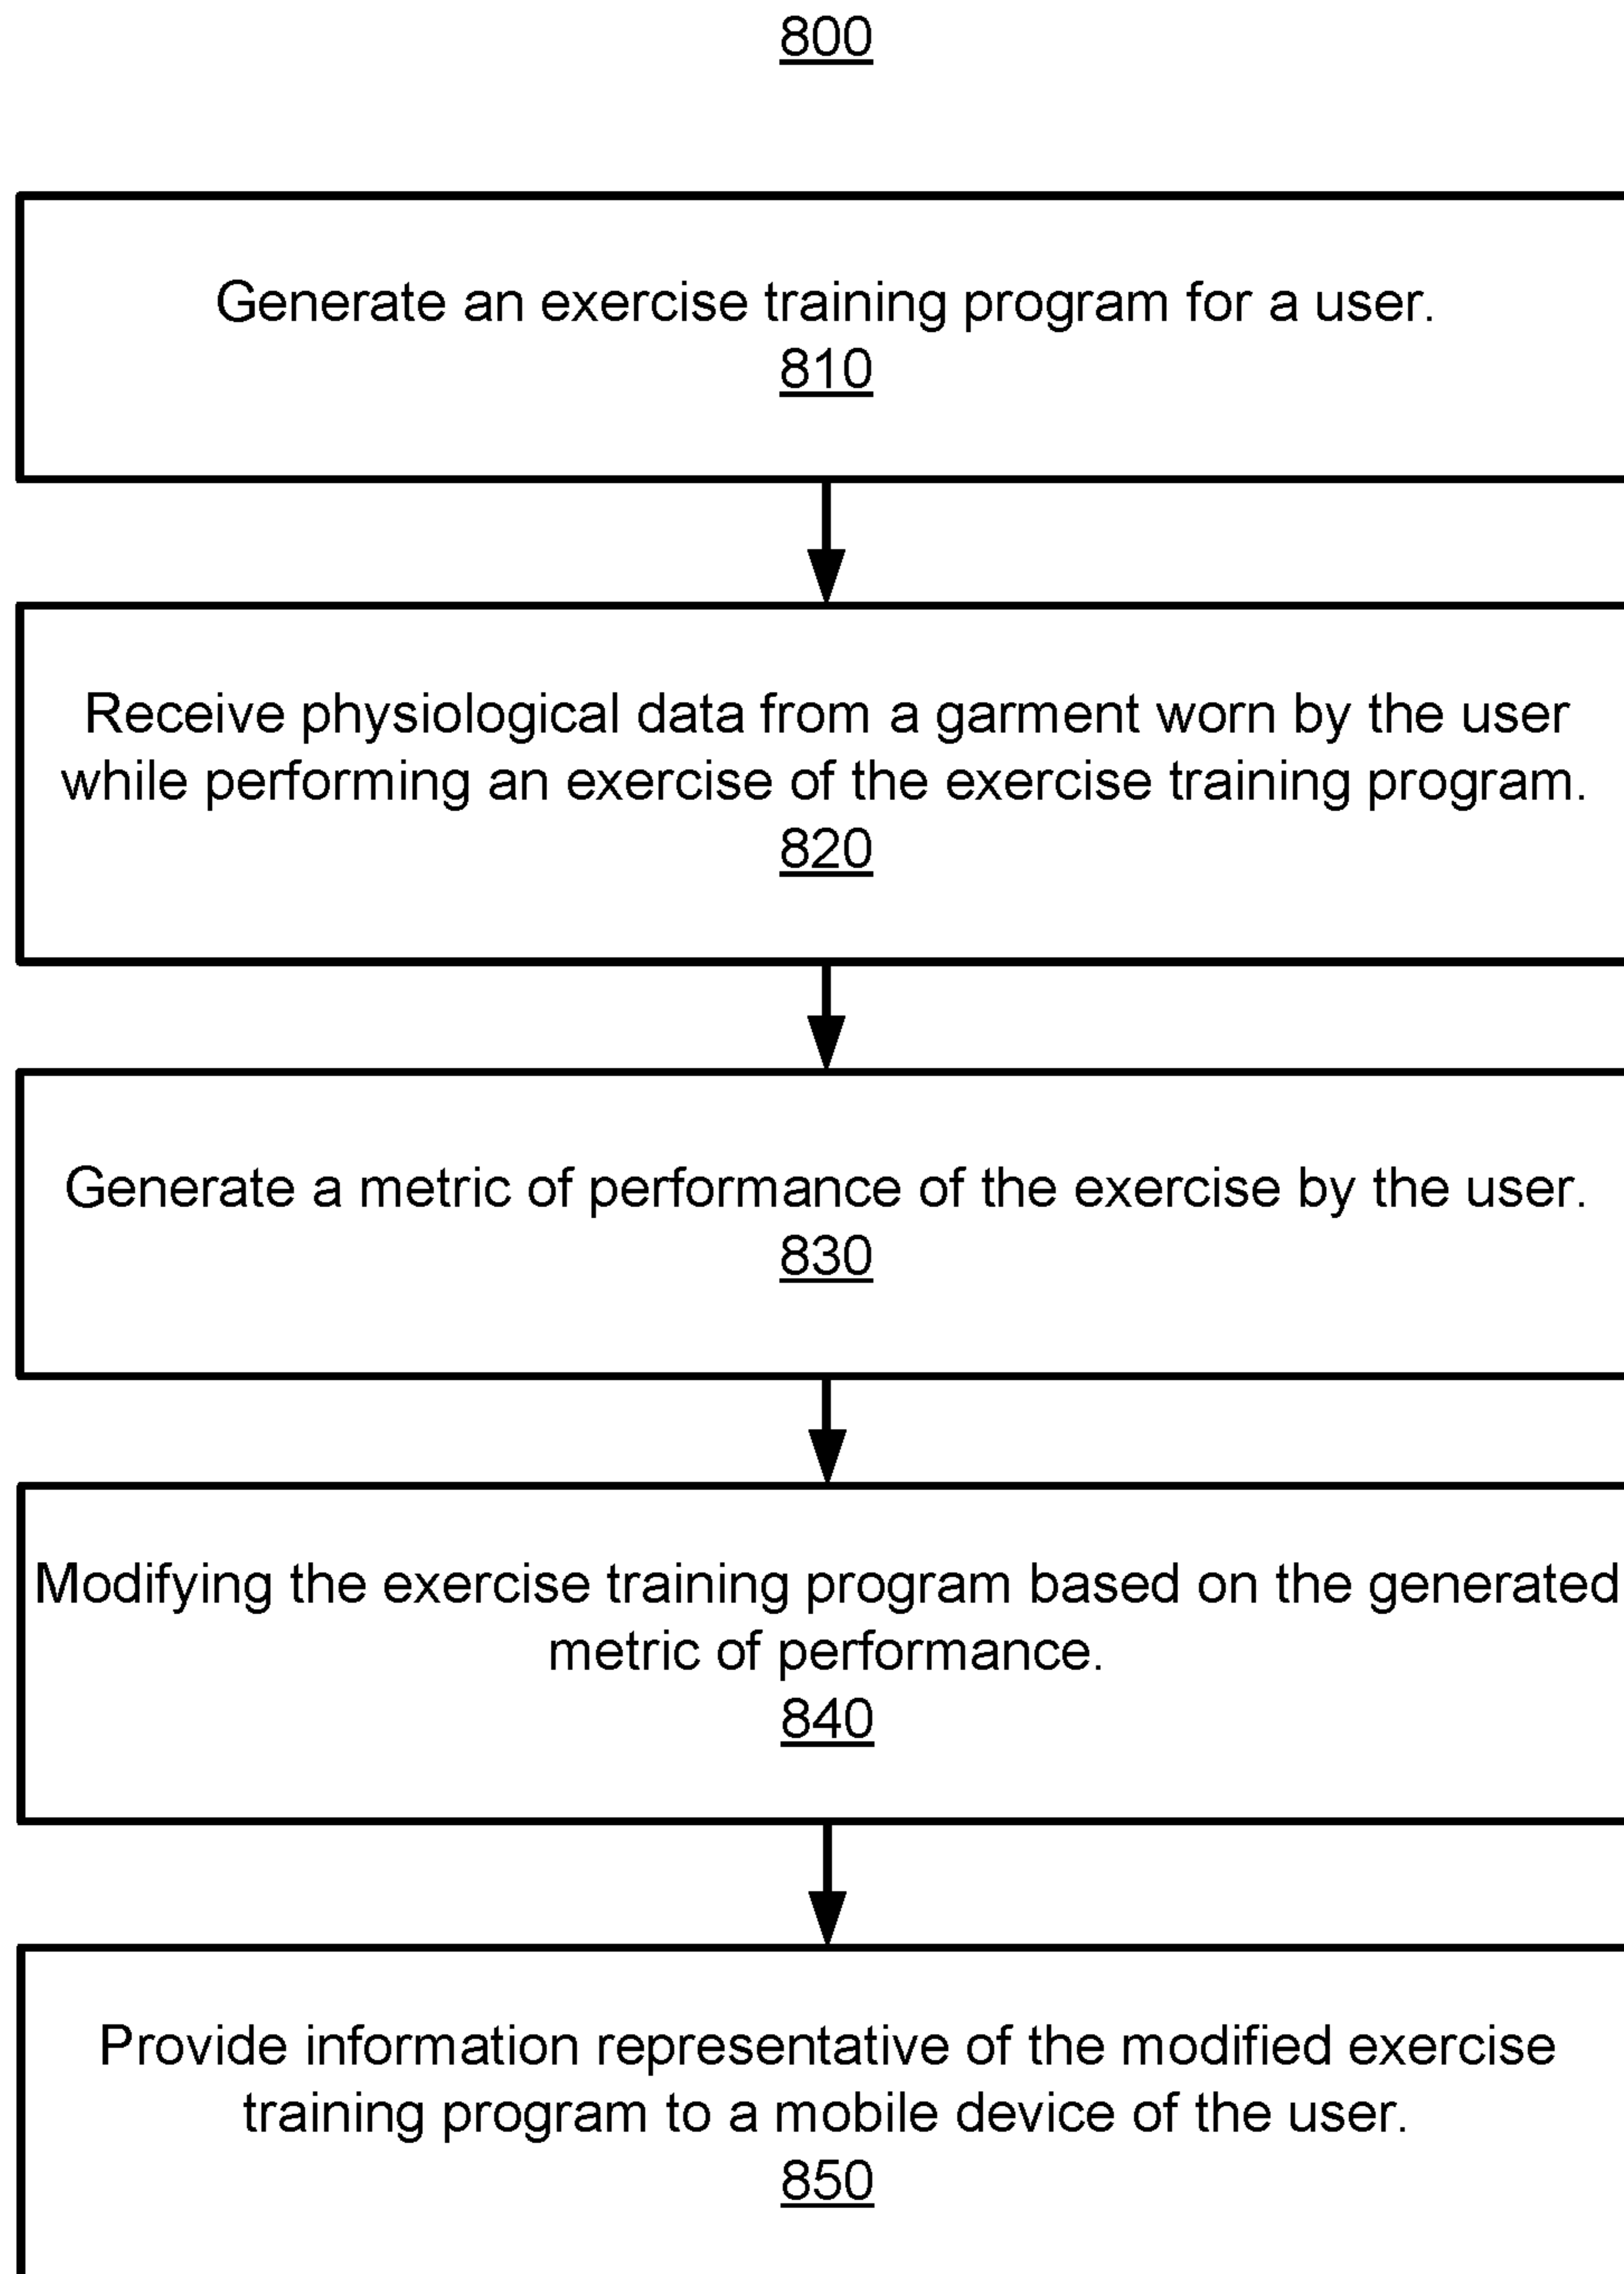 800
Generate an exercise training program for a user.
810
Receive physiological data from a garment worn by the user
while performing an exercise of the exercise training program.
820
Generate a metric of performance of the exercise by the user.
830
Modifying the exercise training program based on the generated
metric of performance.
840
Provide information representative of the modified exercise
training program to a mobile device of the user.
850